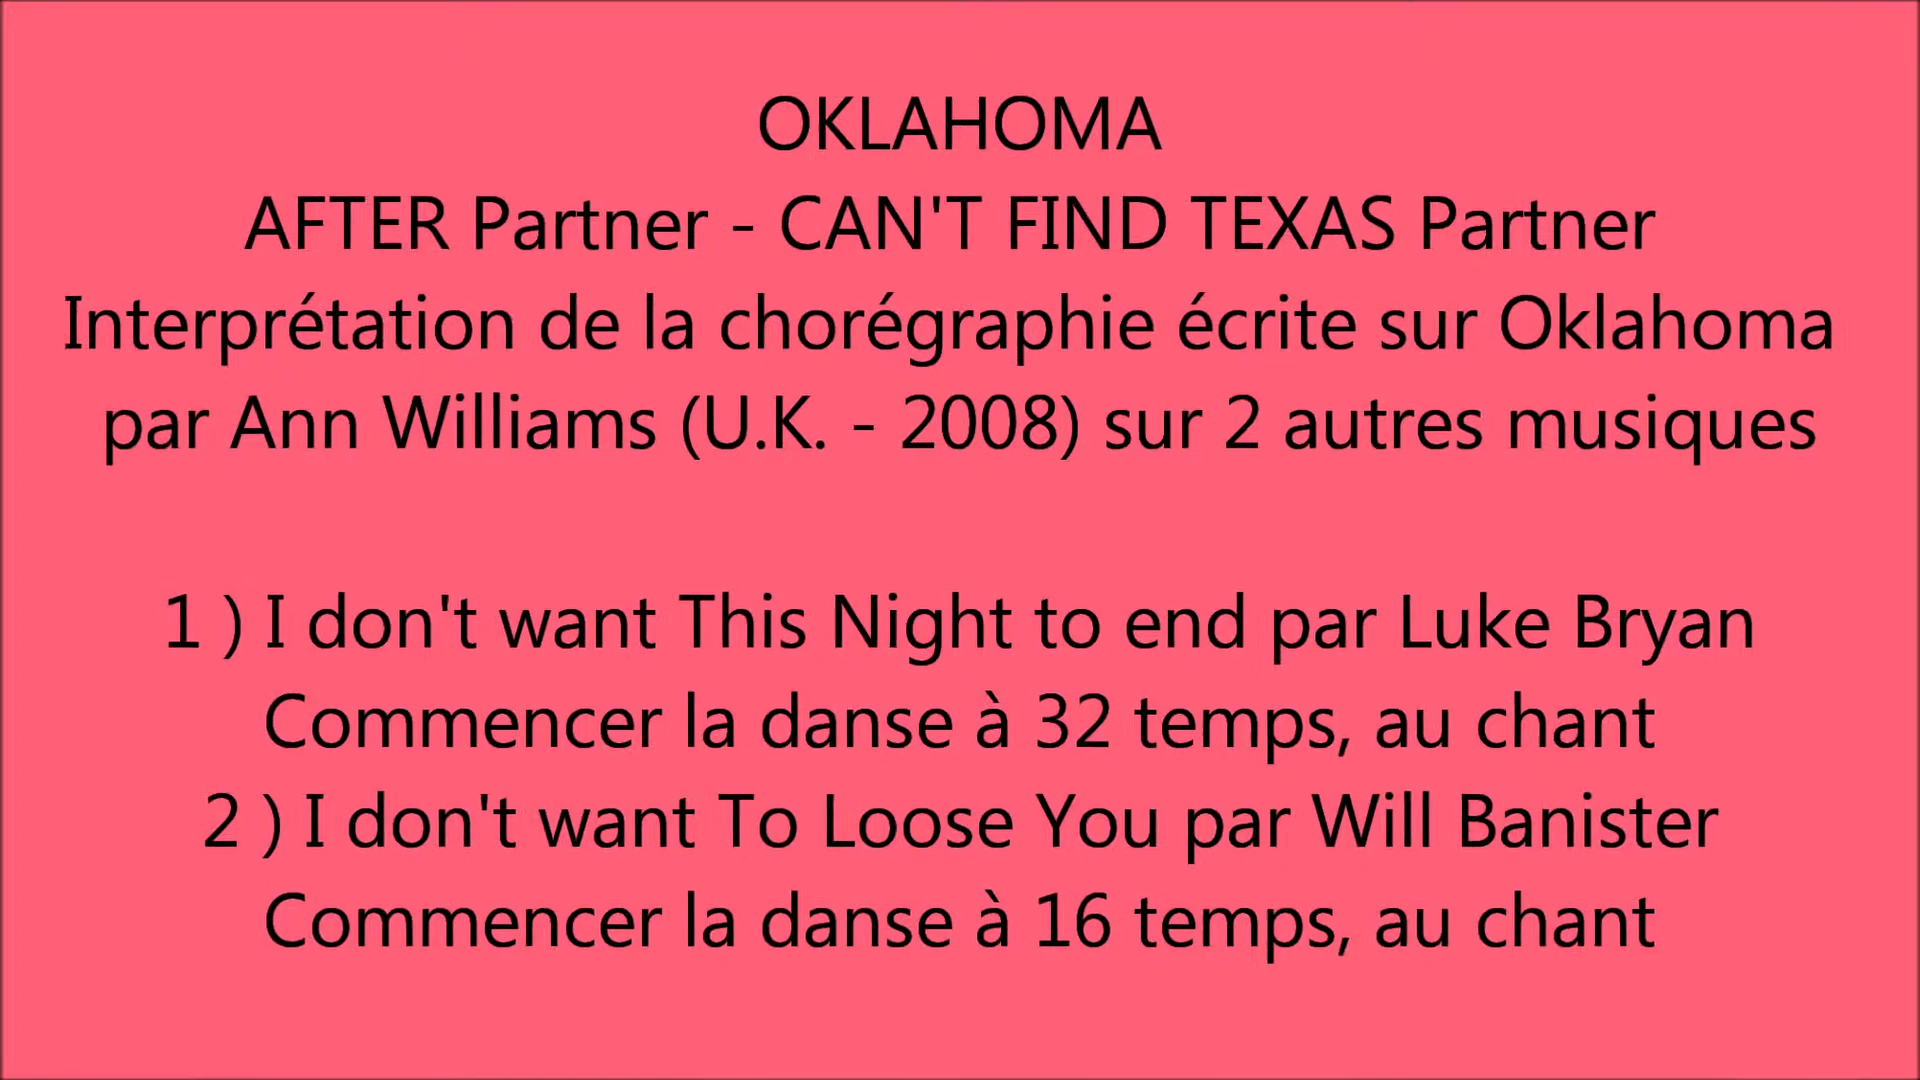 OKLAHOMA
AFTER Partner - CAN'T FIND TEXAS Partner
Interprétation de la chorégraphie écrite sur Oklahoma
par Ann Williams (U.K. - 2008) sur 2 autres musiques
1 ) I don't want This Night to end par Luke Bryan
Commencer la danse à 32 temps, au chant
2 ) I don't want To Loose You par Will Banister
Commencer la danse à 16 temps, au chant